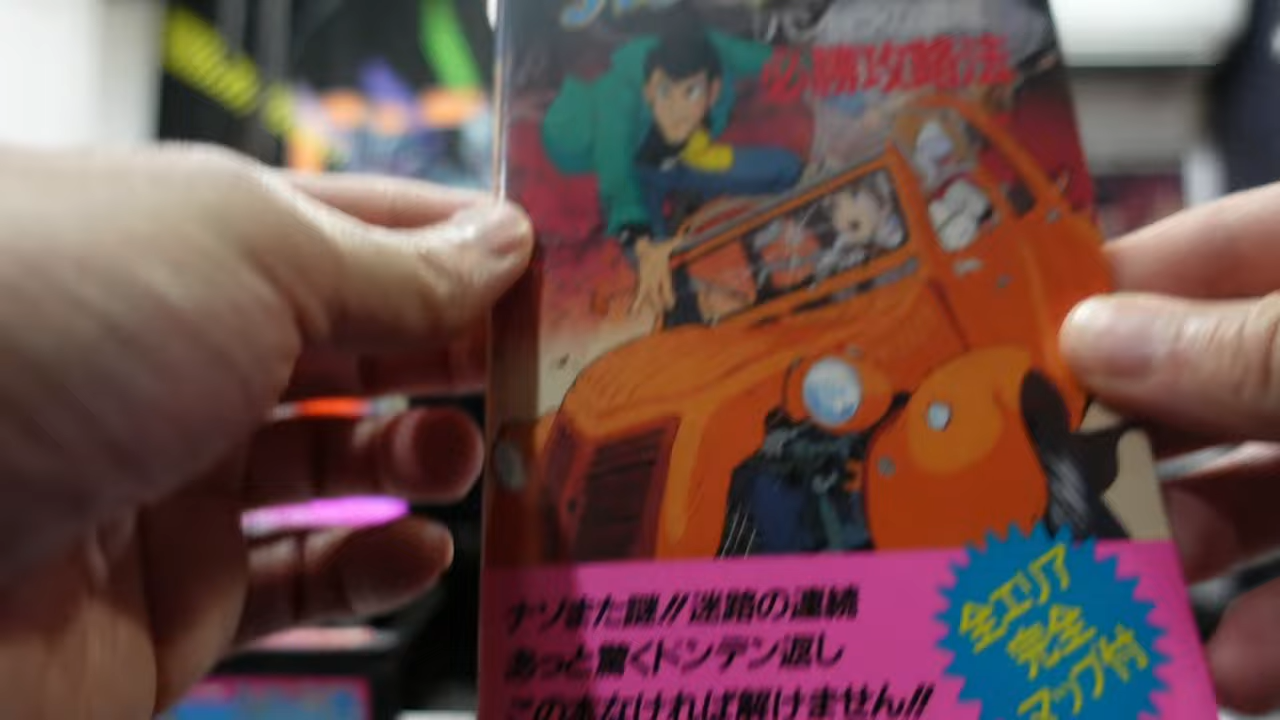 必勝攻略法
ナゾまた謎!!迷路の連続
あっと驚くドンデン返し
この本なければ解けません!!
全エリア
完全
マップ付